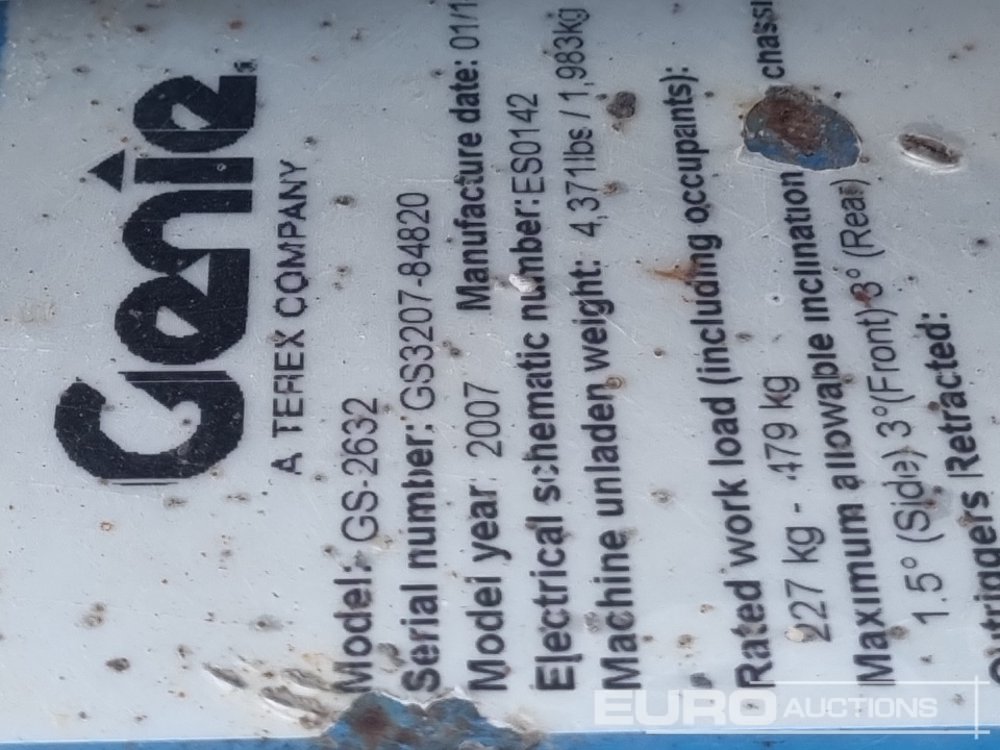 Genie
A TEREX COMPANY
Model: GS-2632
Serial number: GS3207-84820
Model year: 2007 Manufacture date: 01/1
Electrical schematic number: ES0142
Machine unladen weight: 4,371lbs / 1,983kg
Rated work load (including occupants):
227 kg - 479 kg
Maximum allowable inclination chassi
1.5° (Side) 3°(Front) 3° (Rear)
Outriggers Retracted:
EURO AUCTIONS